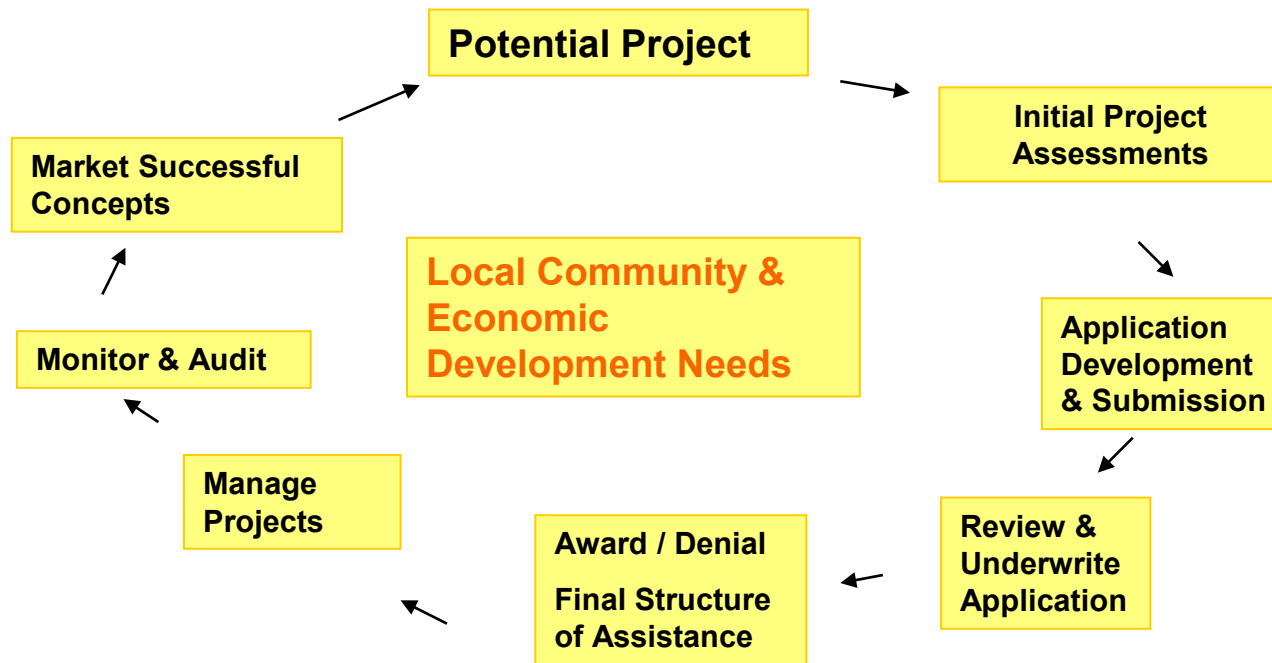 Potential Project
Initial Project
Assessments
Market Successful
Concepts
Local Community &
Economic
Development Needs
Application
Development
& Submission
Monitor & Audit
Manage
Projects
Review &
Underwrite
Application
Award / Denial
Final Structure
of Assistance